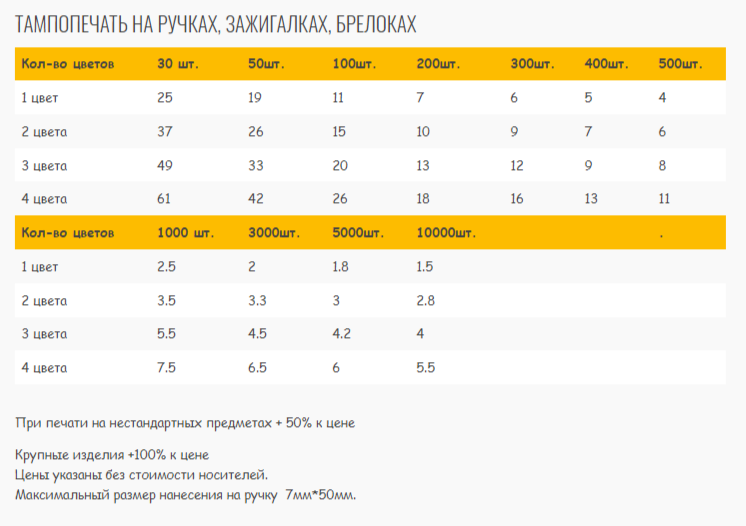 ТАМПОПЕЧАТЬ НА РУЧКАХ, ЗАЖИГАЛКАХ, БРЕЛОКАХ
Кол-во цветов 30 шт. 50шт. 100шт. 200шт. 300шт. 400шт. 500шт.
1 цвет 25 19 11 7 6 5 4
2 цвета 37 26 15 10 9 7 6
3 цвета 49 33 20 13 12 9 8
4 цвета 61 42 26 18 16 13 11
Кол-во цветов 1000 шт. 3000шт. 5000шт. 10000шт. .
1 цвет 2.5 2 1.8 1.5
2 цвета 3.5 3.3 3 2.8
3 цвета 5.5 4.5 4.2 4
4 цвета 7.5 6.5 6 5.5
При печати на нестандартных предметах + 50% к цене
Крупные изделия +100% к цене
Цены указаны без стоимости носителей.
Максимальный размер нанесения на ручку 7мм*50мм.